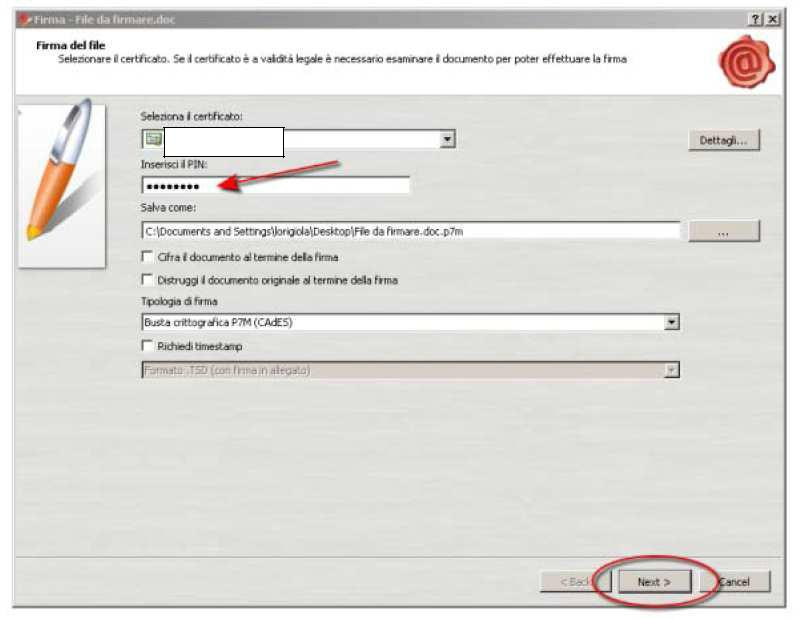 Firma - File da firmare.doc
Firma del file
Selezionare il certificato. Se il certificato è a validità legale è necessario esaminare il documento per poter effettuare la firma
Seleziona il certificato:
Dettagli...
Inserisci il PIN:
Salva come:
C:\Documents and Settings\lorigiola\Desktop\File da firmare.doc.p7m
...
Cifra il documento al termine della firma
Distruggi il documento originale al termine della firma
Tipologia di firma
Busta crittografica P7M (CAdES)
Richiedi timestamp
Formato .TSD (con firma in allegato)
< Back
Next >
Cancel